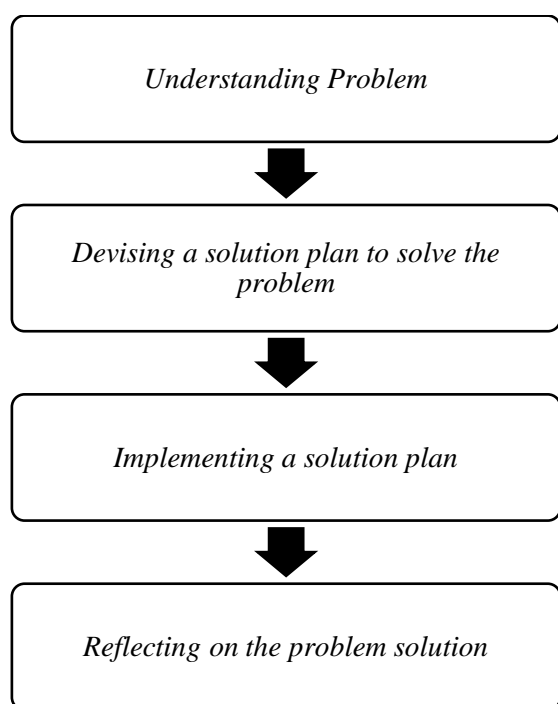 Understanding Problem
Devising a solution plan to solve the
problem
Implementing a solution plan
Reflecting on the problem solution